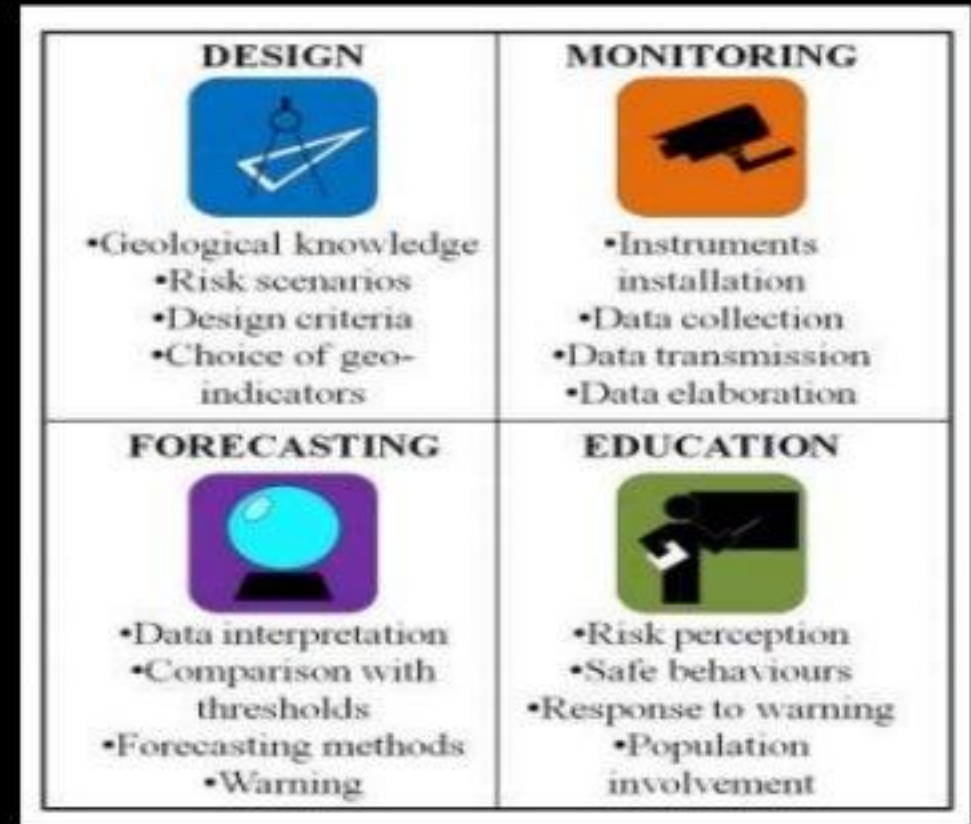 DESIGN
•Geological knowledge
•Risk scenarios
•Design criteria
•Choice of geo-
indicators
MONITORING
•Instruments
installation
•Data collection
•Data transmission
•Data elaboration
FORECASTING
•Data interpretation
•Comparison with
thresholds
•Forecasting methods
•Warning
EDUCATION
•Risk perception
•Safe behaviours
•Response to warning
•Population
involvement